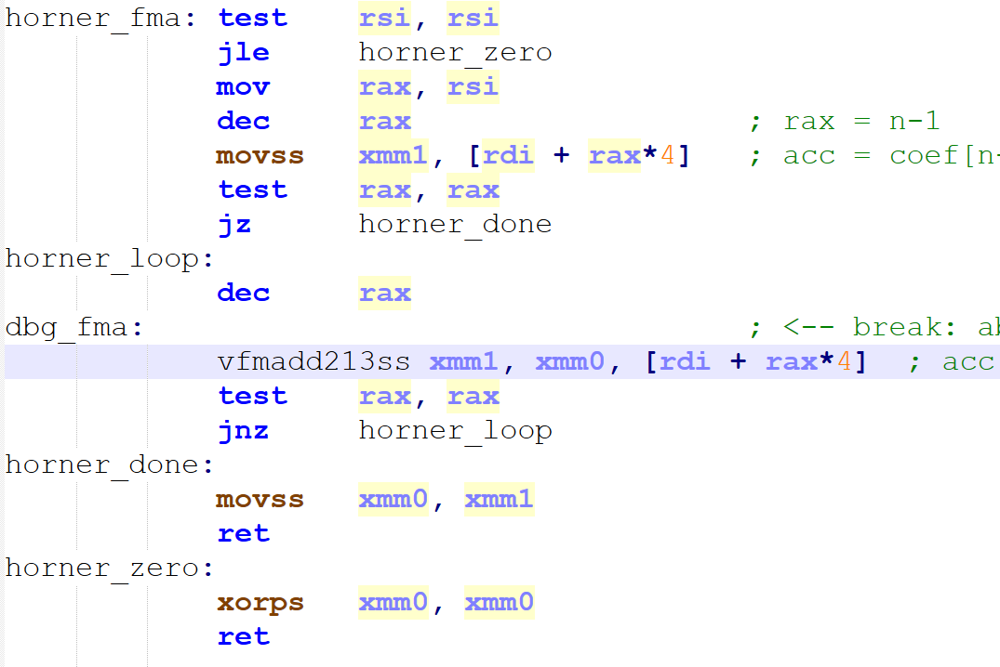 horner_fma: test rsi, rsi
jle horner_zero
mov rax, rsi
dec rax ; rax = n-1
movss xmm1, [rdi + rax*4] ; acc = coef[n-
test rax, rax
jz horner_done
horner_loop:
dec rax
dbg_fma: ; <-- break:
vfmadd213ss xmm1, xmm0, [rdi + rax*4] ; acc
test rax, rax
jnz horner_loop
horner_done:
movss xmm0, xmm1
ret
horner_zero:
xorps xmm0, xmm0
ret